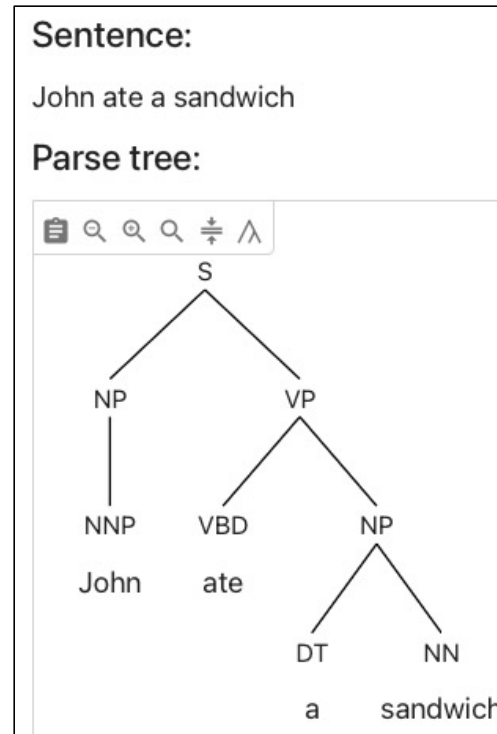 Sentence:
John ate a sandwich
Parse tree:
S
NP VP
NNP VBD NP
John ate
DT NN
a sandwich